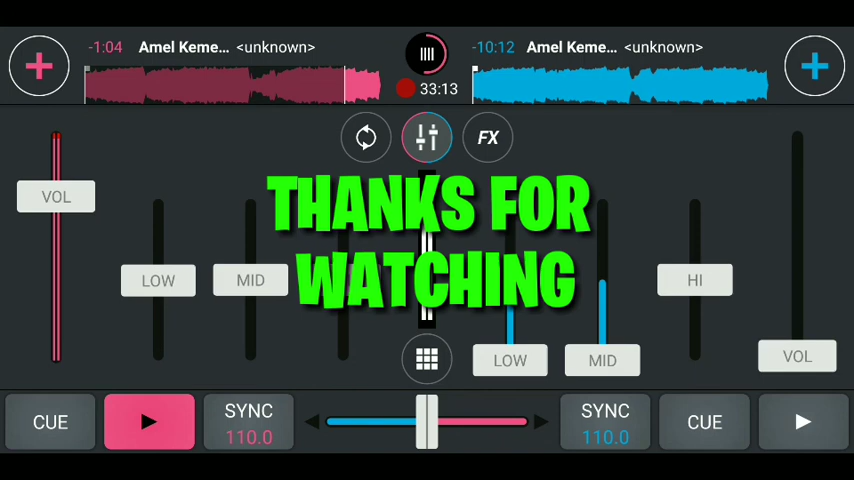 -1:04 Amel Keme... <unknown>
33:13
-10:12 Amel Keme... <unknown>
FX
THANKS FOR
WATCHING
VOL
LOW
MID
HI
LOW
MID
VOL
CUE
SYNC
110.0
SYNC
110.0
CUE